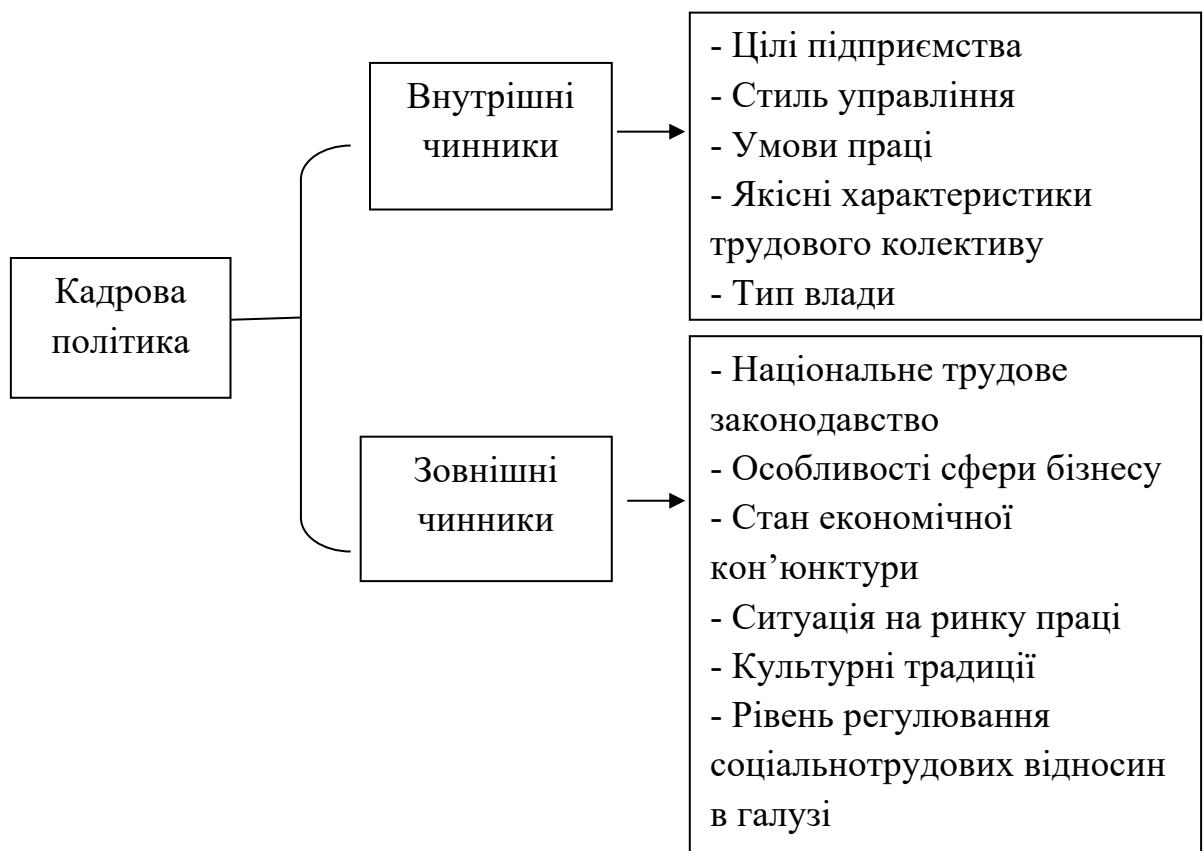 Кадрова
політика
Внутрішні
чинники
- Цілі підприємства
- Стиль управління
- Умови праці
- Якісні характеристики
трудового колективу
- Тип влади
Зовнішні
чинники
- Національне трудове
законодавство
- Особливості сфери бізнесу
- Стан економічної
кон’юнктури
- Ситуація на ринку праці
- Культурні традиції
- Рівень регулювання
соціальнотрудових відносин
в галузі